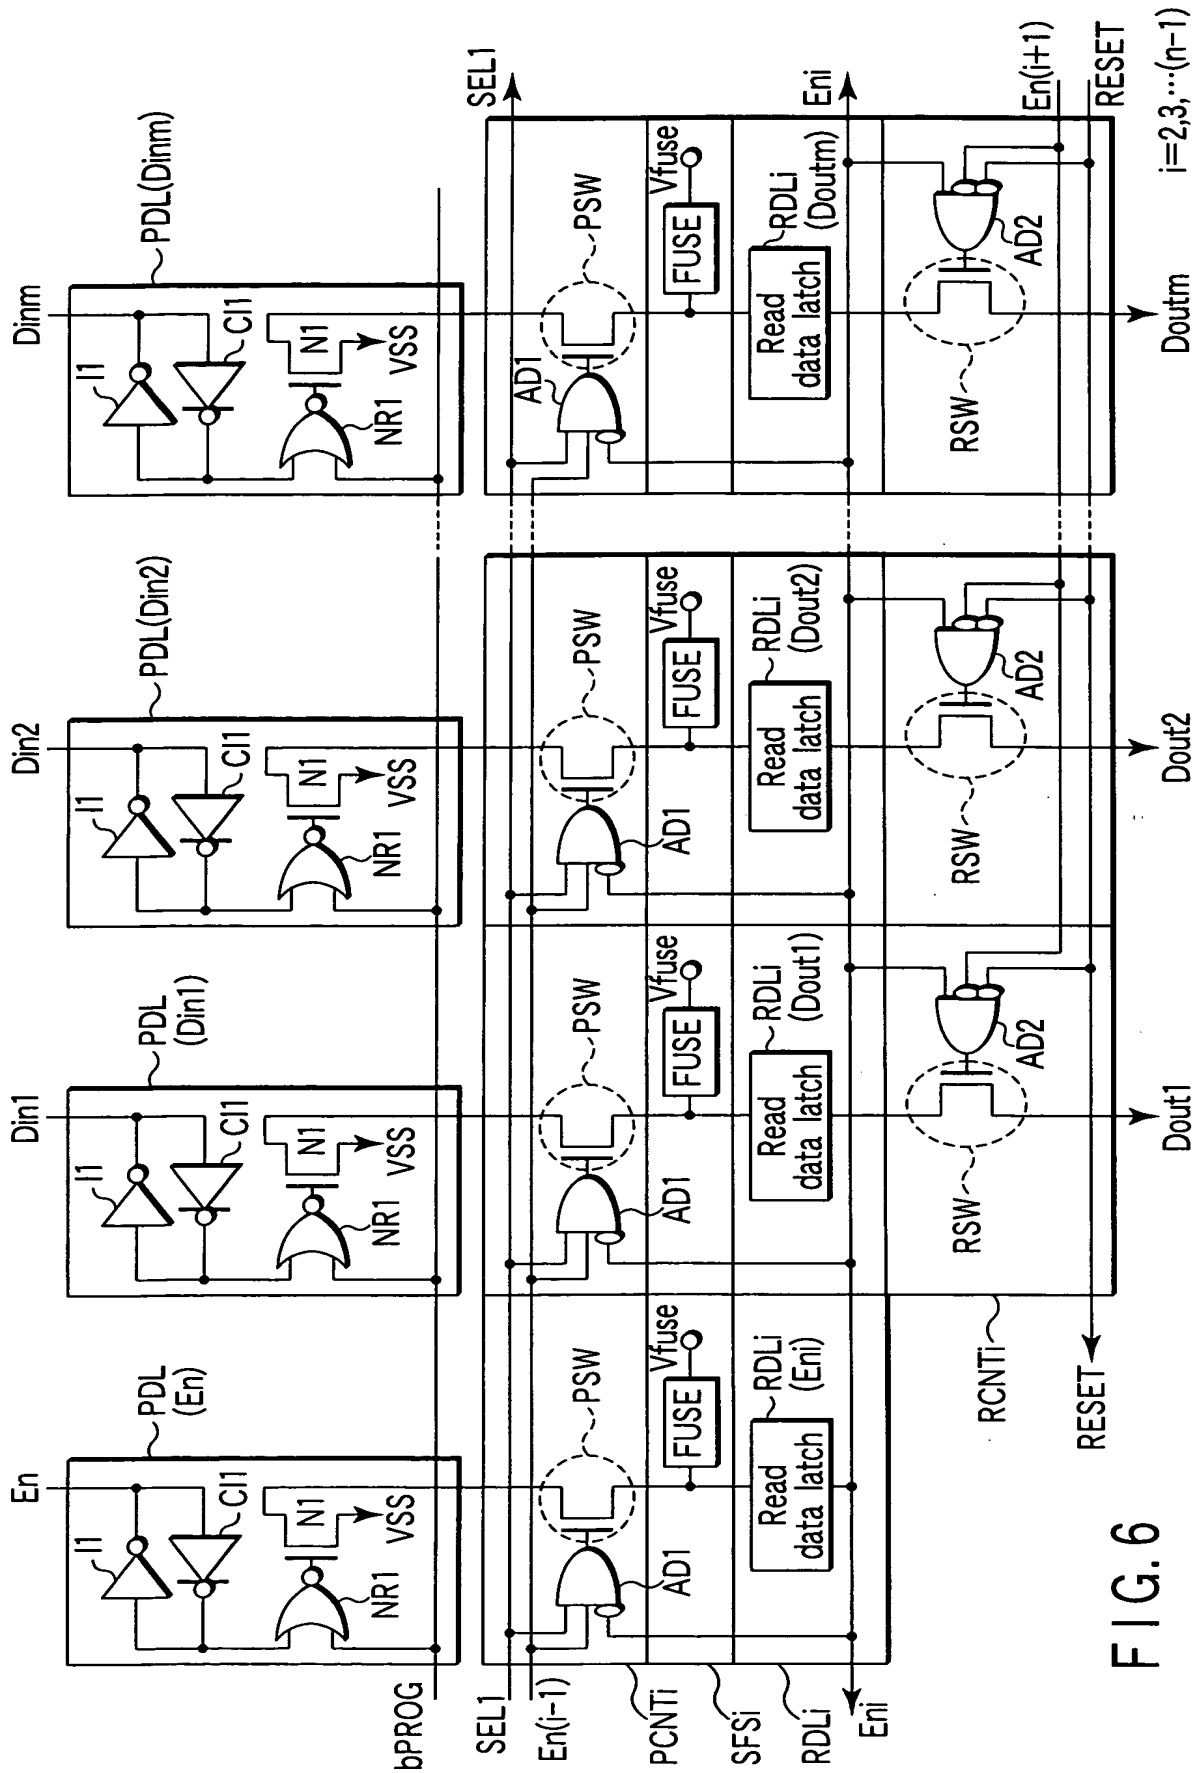 En
Din1
Din2
Dinm
PDL
(En)
PDL
(Din1)
PDL(Din2)
PDL(Dinm)
I1
CI1
N1
VSS
NR1
I1
CI1
N1
VSS
NR1
I1
CI1
N1
VSS
NR1
I1
CI1
N1
VSS
NR1
bPROG
SEL1
SEL1
En(i-1)
AD1
PSW
AD1
PSW
AD1
PSW
AD1
PSW
PCNTi
FUSE
Vfuse
FUSE
Vfuse
FUSE
Vfuse
FUSE
Vfuse
SFSi
Read
data latch
RDLi
(Eni)
Read
data latch
RDLi
(Dout1)
Read
data latch
RDLi
(Dout2)
Read
data latch
RDLi
(Doutm)
RDLi
Eni
Eni
RSW
AD2
RSW
AD2
RSW
AD2
RCNTi
En(i+1)
RESET
RESET
Dout1
Dout2
Doutm
i=2,3,···(n-1)
FIG. 6